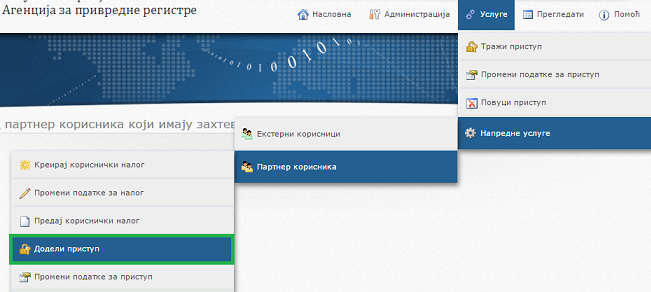 Агенција за привредне регистре
Насловна
Администрација
Услуге
Прегледати
Помоћ
Тражи приступ
Промени податке за приступ
Повуци приступ
Напредне услуге
01010 001010
партнер корисника који имају захтев
Екстерни корисници
Партнер корисника
Креирај кориснички налог
Промени податке за налог
Предај кориснички налог
Додели приступ
Промени податке за приступ